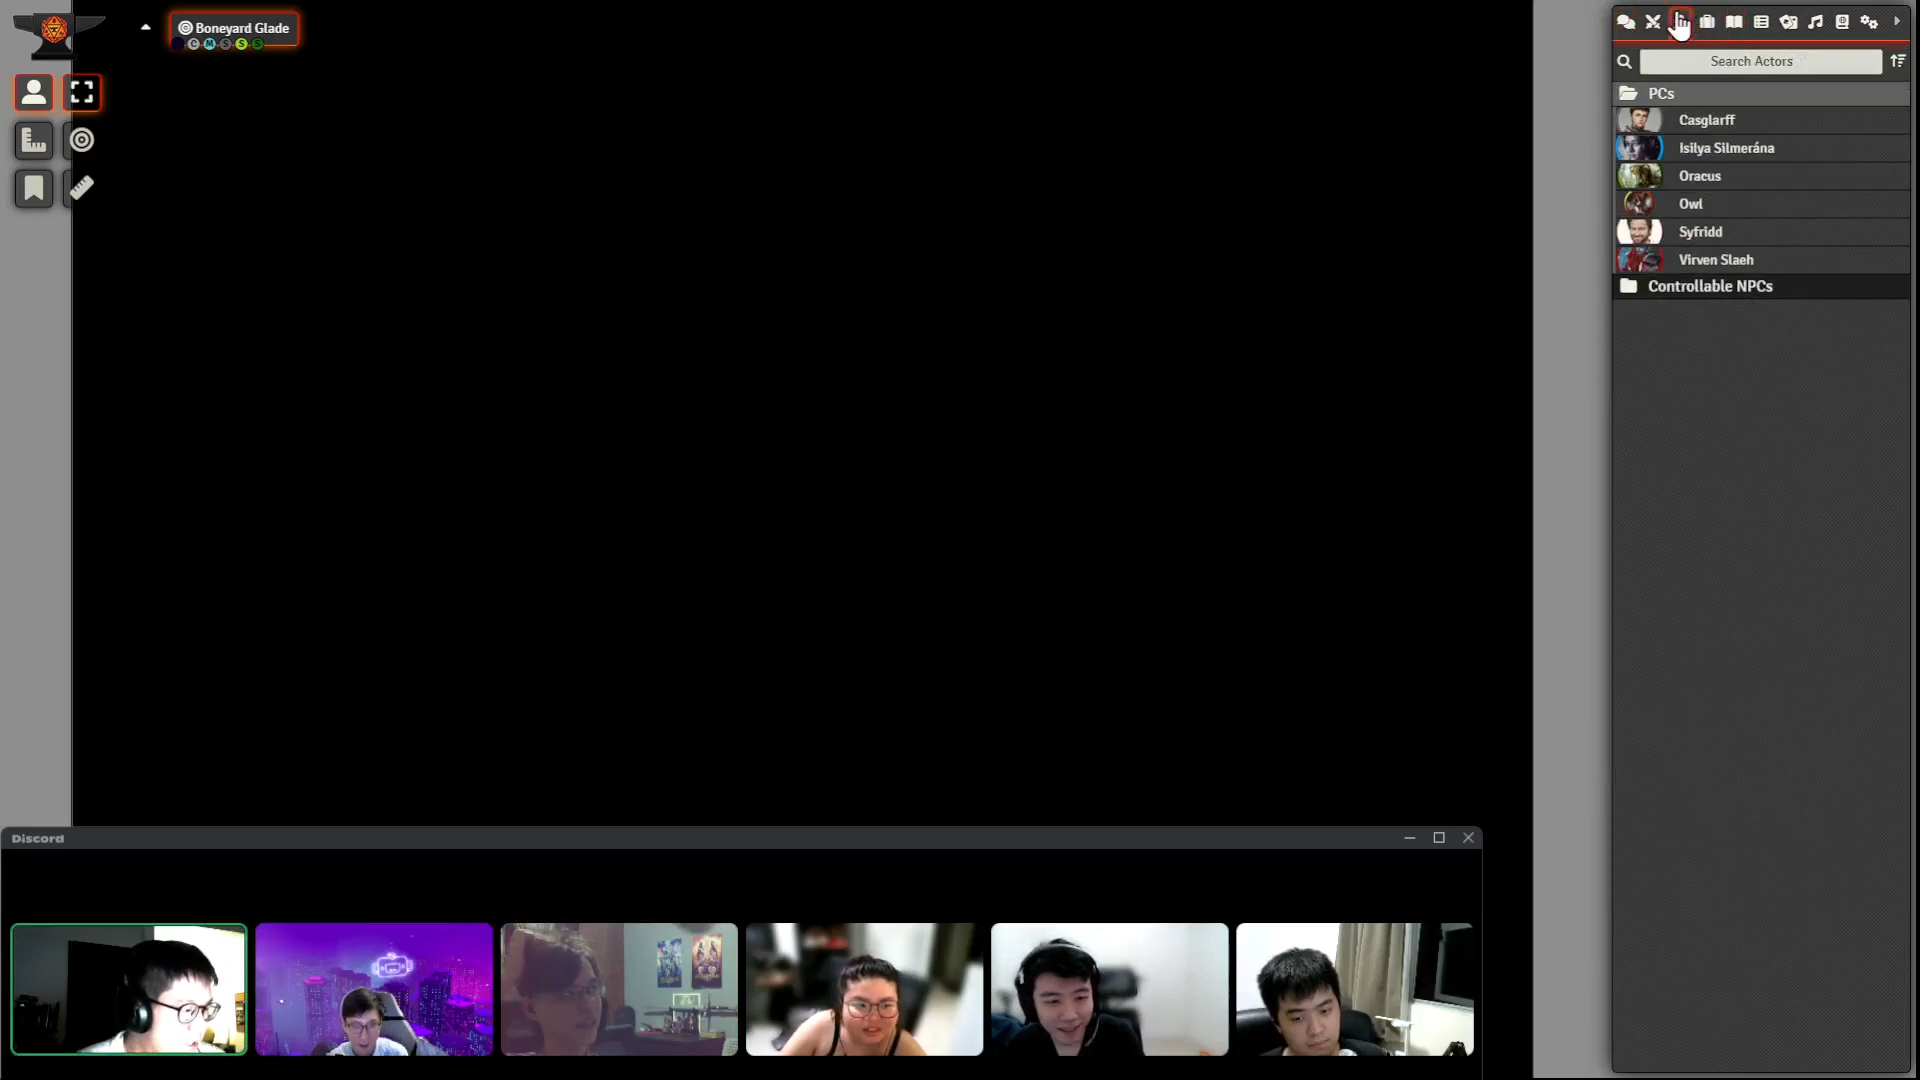 Boneyard Glade
C M S S S
Search Actors
PCs
Casglarff
Isilya Silmerána
Oracus
Owl
Syfridd
Virven Slaeh
Controllable NPCs
Discord